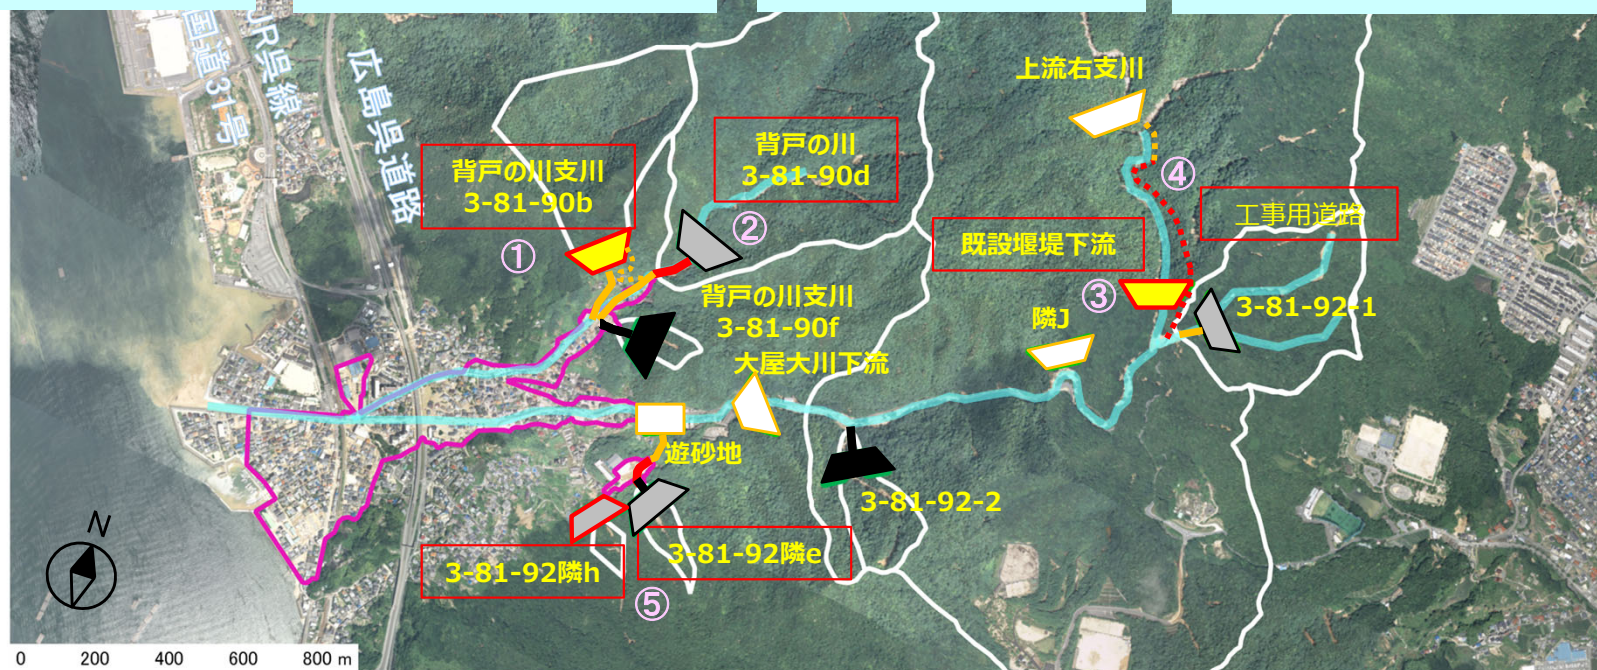 国道31号
JR呉線
広島呉道路
上流右支川
背戸の川
3-81-90d
背戸の川支川
3-81-90b
①
②
④
工事用道路
既設堰堤下流
③
3-81-92-1
背戸の川支川
3-81-90f
隣J
大屋大川下流
遊砂地
3-81-92-2
3-81-92隣e
3-81-92隣h
⑤
N
0 200 400 600 800 m